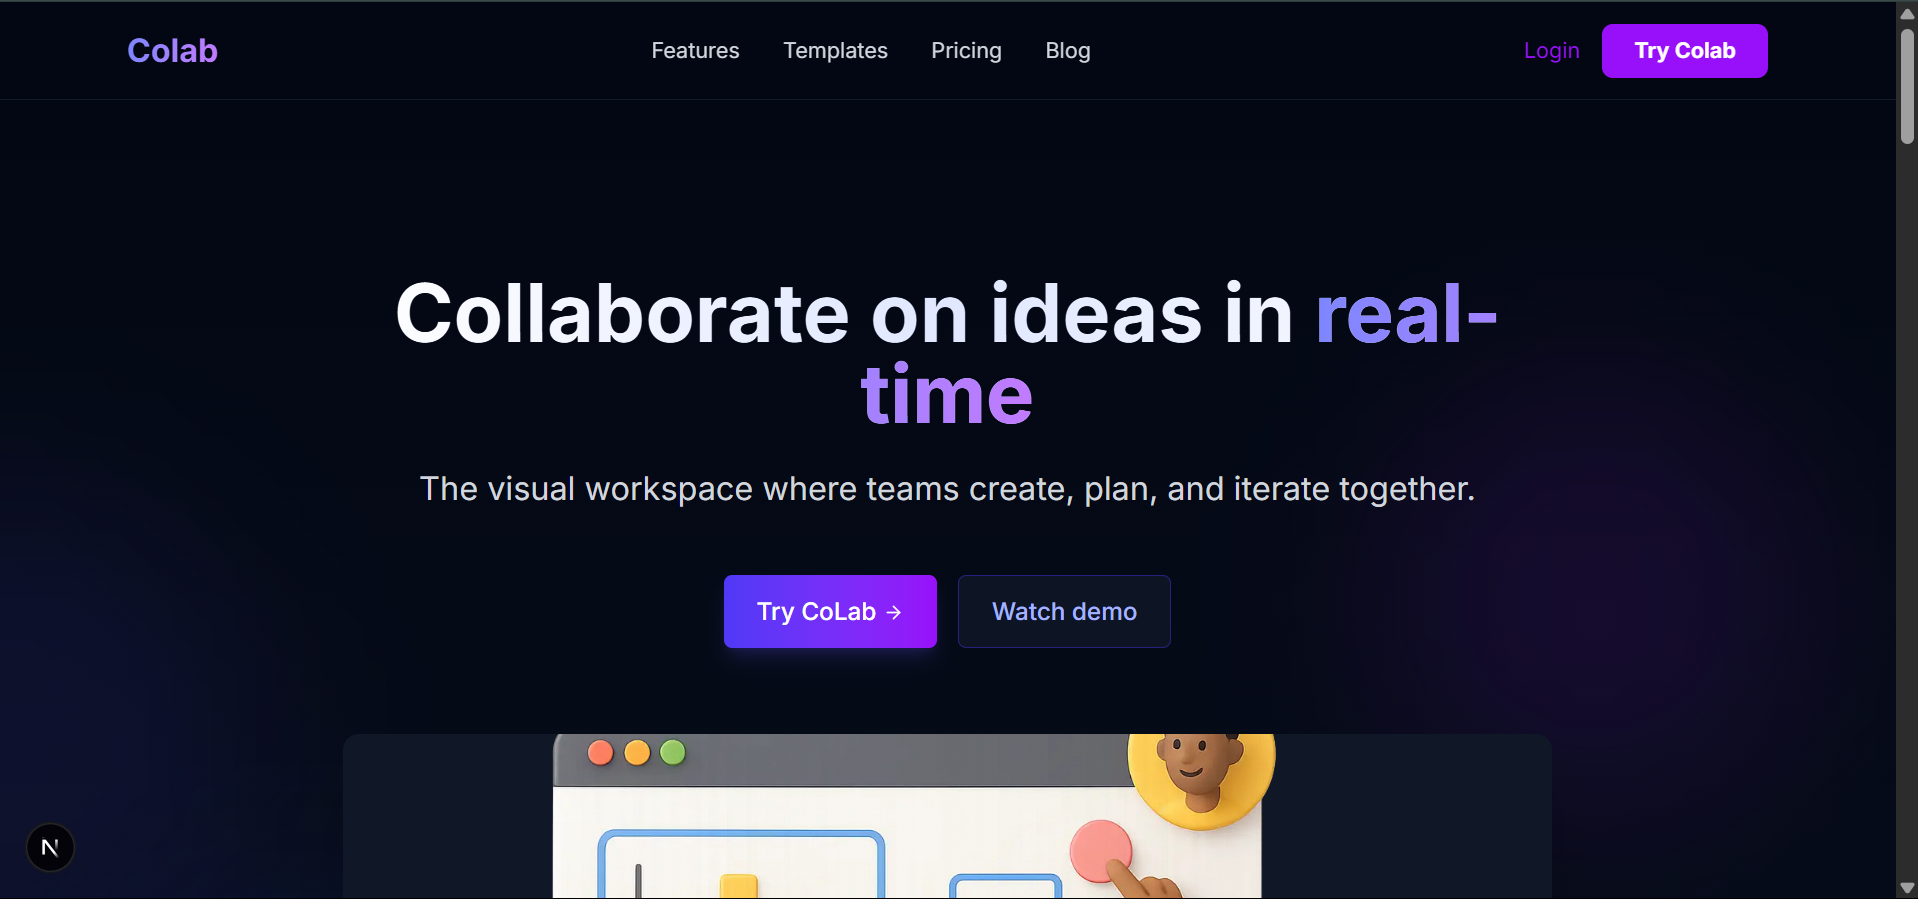 Colab
Features
Templates
Pricing
Blog
Login
Try Colab
Collaborate on ideas in real-
time
The visual workspace where teams create, plan, and iterate together.
Try CoLab →
Watch demo
N